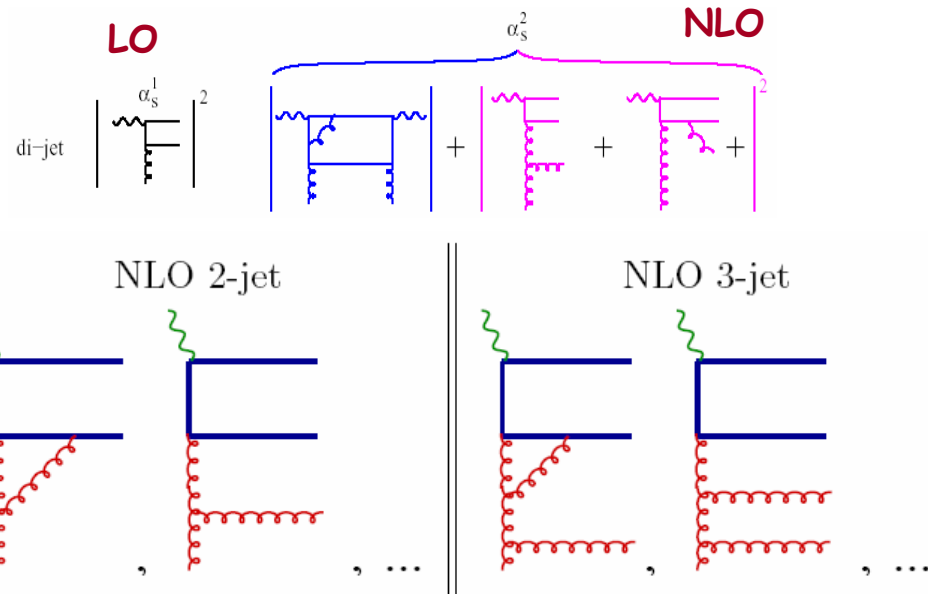 LO
NLO
α_s^2
α_s^1
di-jet | |^2 | | + | + + |^2
NLO 2-jet
NLO 3-jet
, , ...
, , ...